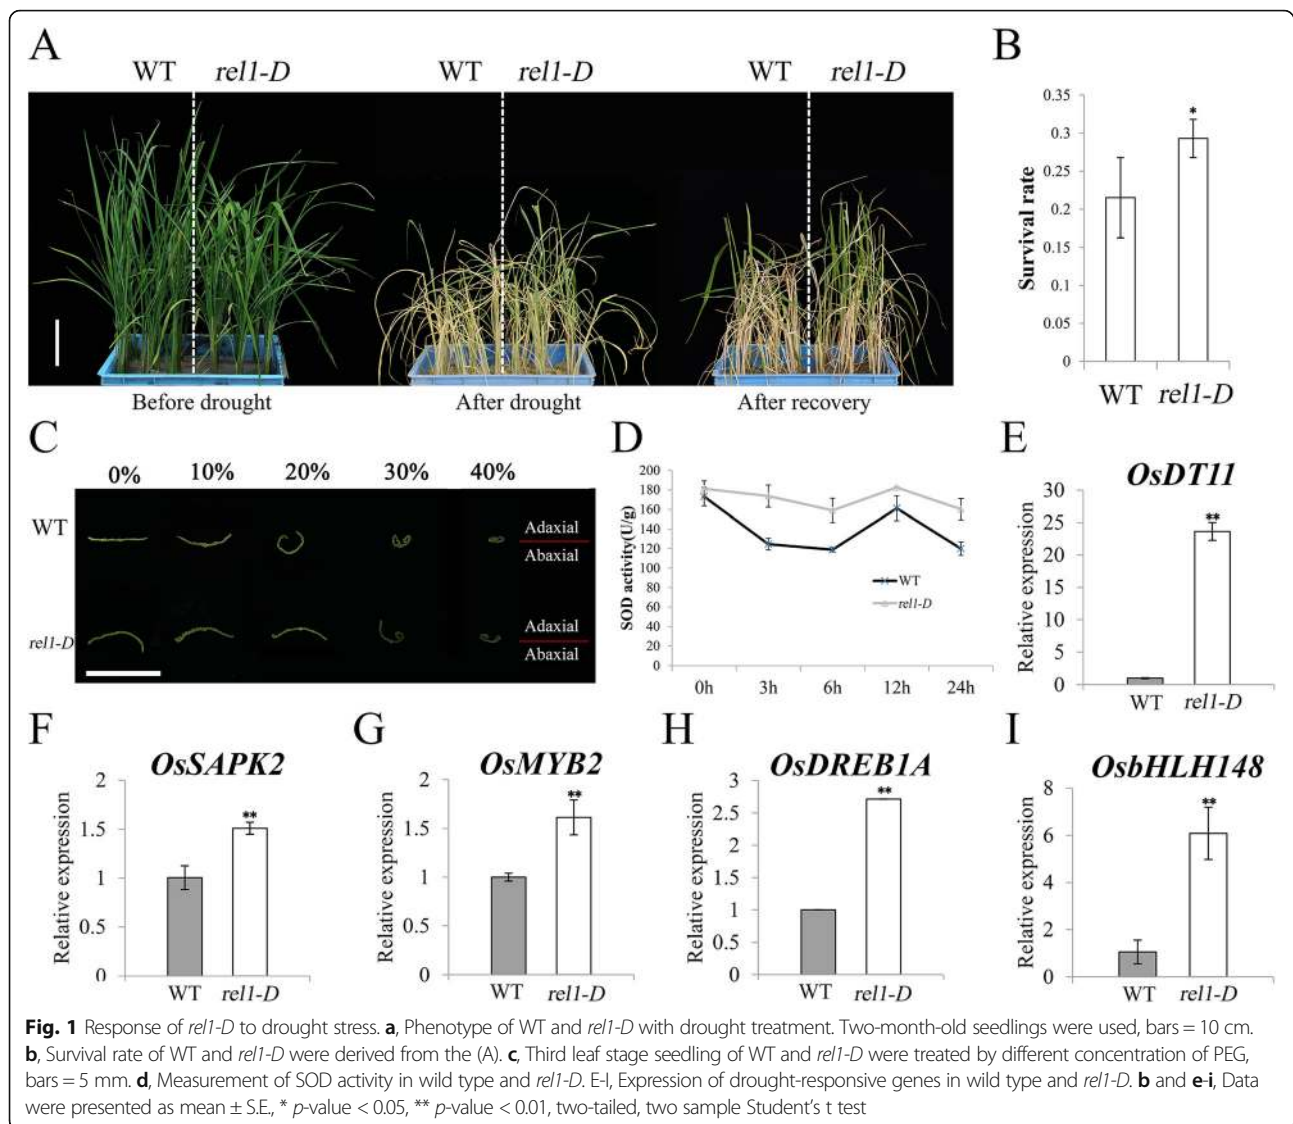 A
WT rel1-D
WT rel1-D
WT rel1-D
Before drought
After drought
After recovery
B
Survival rate
0.35
0.3
0.25
0.2
0.15
0.1
0.05
0
*
WT rel1-D
C
0% 10% 20% 30% 40%
WT
Adaxial
Abaxial
rel1-D
Adaxial
Abaxial
D
SOD activity(U/g)
200
180
160
140
120
100
80
60
40
20
0
WT
rel1-D
0h 3h 6h 12h 24h
E
OsDT11
Relative expression
30
25
20
15
10
5
0
**
WT rel1-D
F
OsSAPK2
Relative expression
2
1.5
1
0.5
0
**
WT rel1-D
G
OsMYB2
Relative expression
2
1.5
1
0.5
0
**
WT rel1-D
H
OsDREB1A
Relative expression
3
2.5
2
1.5
1
0.5
0
**
WT rel1-D
I
OsbHLH148
Relative expression
8
6
4
2
0
**
WT rel1-D
Fig. 1 Response of rel1-D to drought stress. a, Phenotype of WT and rel1-D with drought treatment. Two-month-old seedlings were used, bars = 10 cm.
b, Survival rate of WT and rel1-D were derived from the (A). c, Third leaf stage seedling of WT and rel1-D were treated by different concentration of PEG,
bars = 5 mm. d, Measurement of SOD activity in wild type and rel1-D. E-I, Expression of drought-responsive genes in wild type and rel1-D. b and e-i, Data
were presented as mean ± S.E., * p-value < 0.05, ** p-value < 0.01, two-tailed, two sample Student's t test